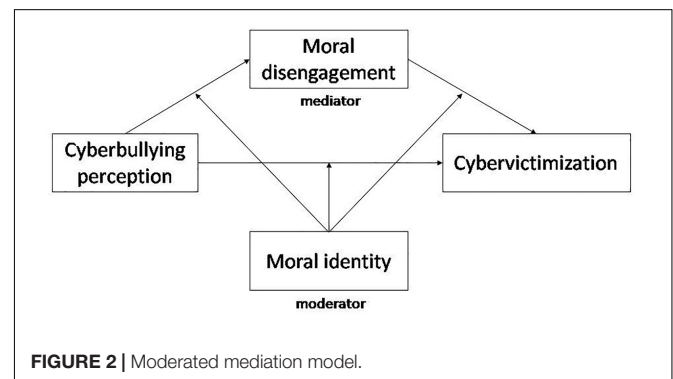 Moral
disengagement
mediator
Cyberbullying
perception
Cybervictimization
Moral identity
moderator
FIGURE 2 | Moderated mediation model.